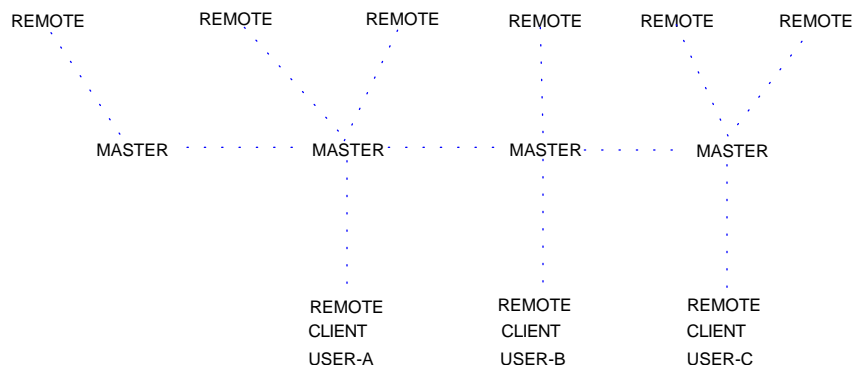 REMOTE REMOTE REMOTE REMOTE REMOTE REMOTE
MASTER MASTER MASTER MASTER
REMOTE REMOTE REMOTE
CLIENT CLIENT CLIENT
USER-A USER-B USER-C